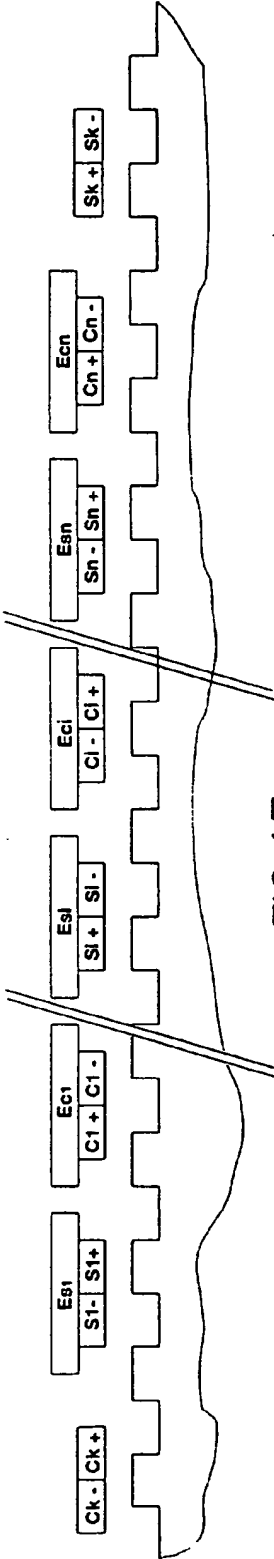 Es1 Ec1 Esi Eci Esn Ecn
Ck - Ck + S1- S1+ C1 + C1 - Si + Si - Ci - Ci + Sn - Sn + Cn + Cn - Sk + Sk -